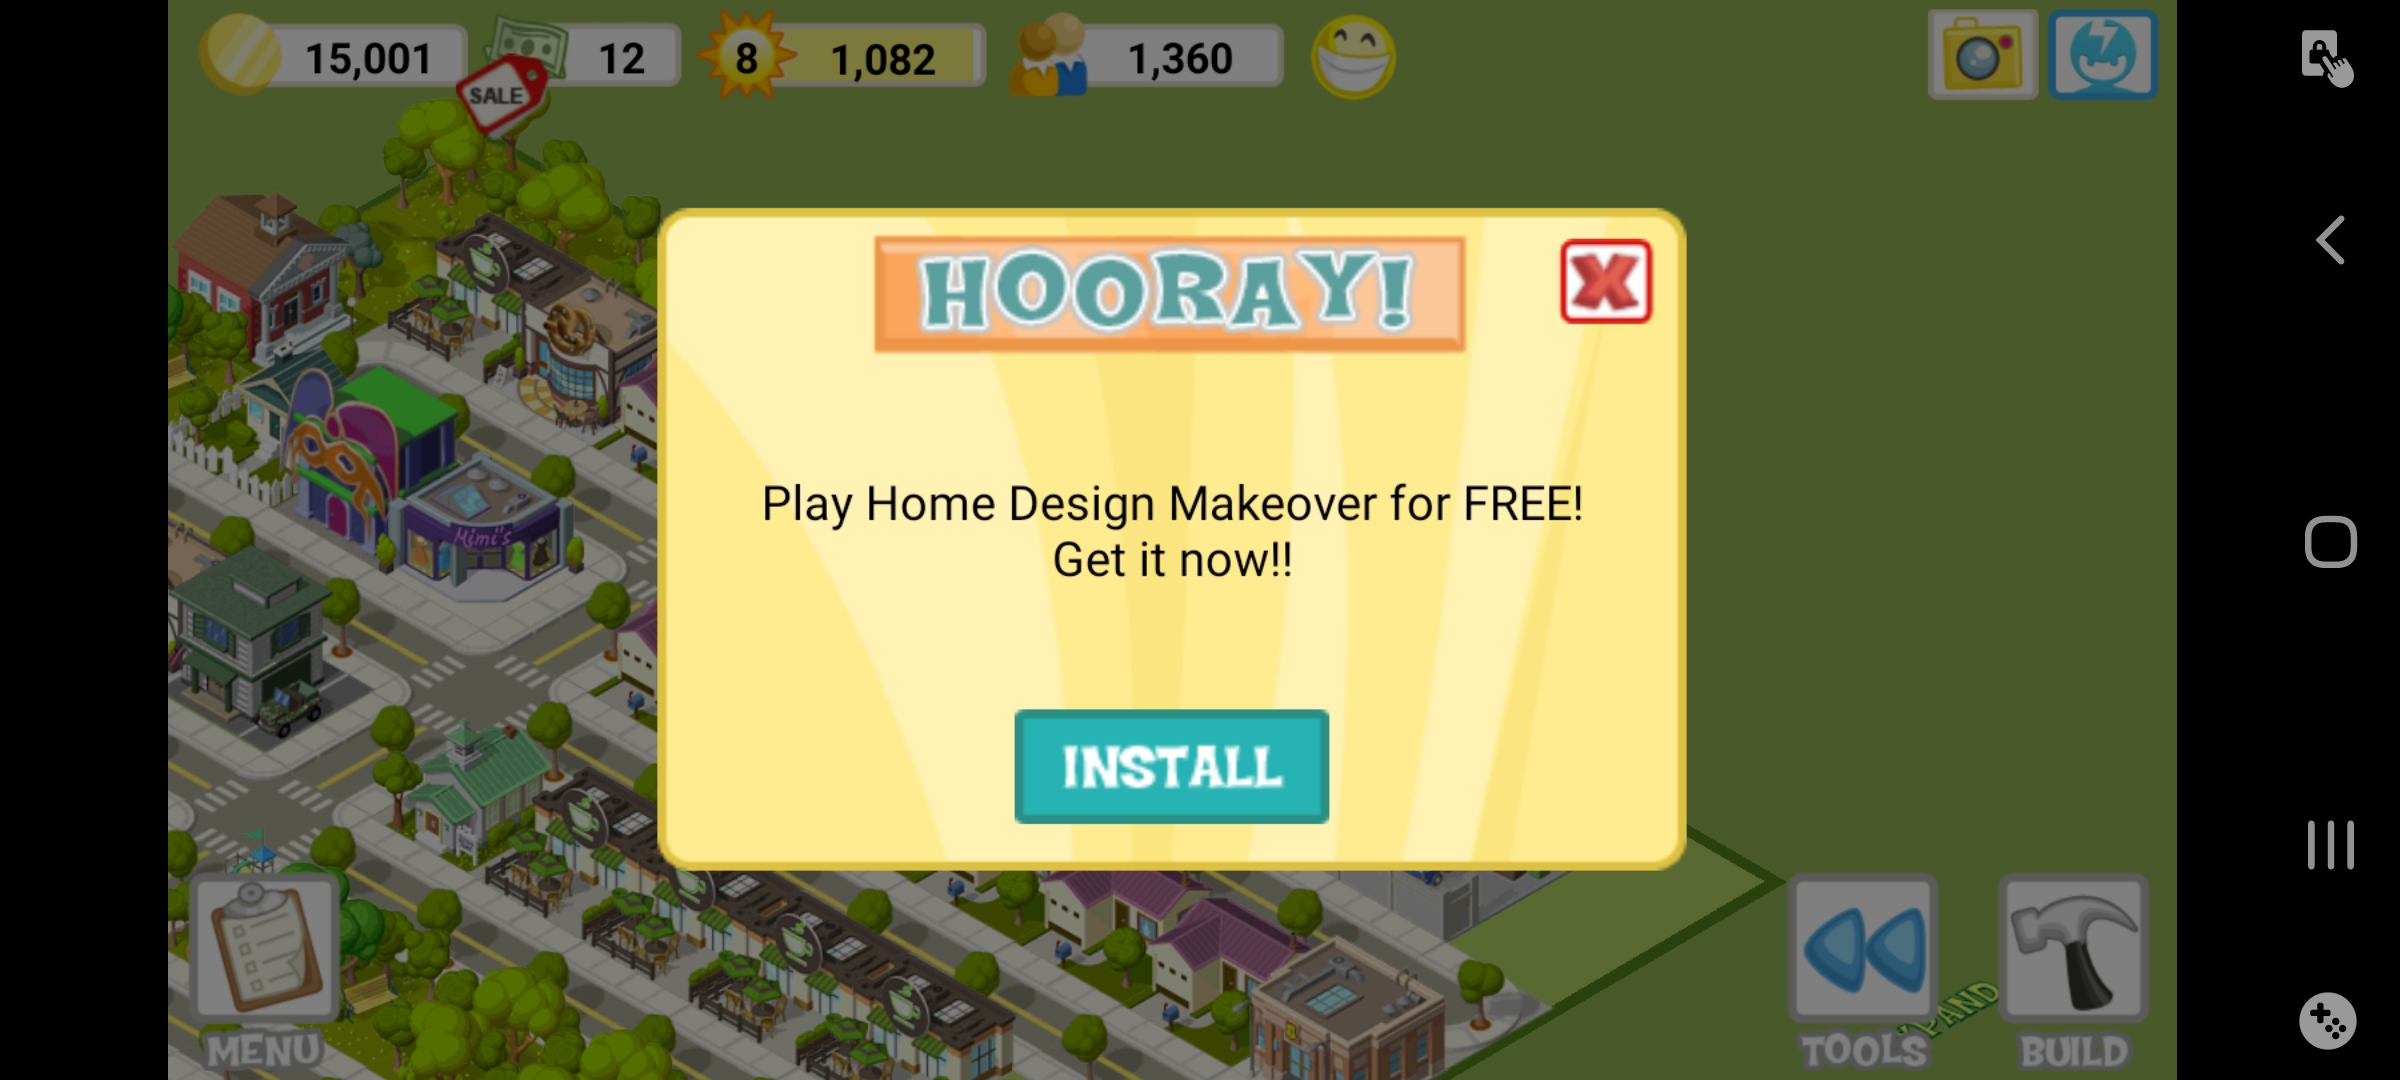 15,001
12
8
1,082
1,360
SALE
HOORAY!
Play Home Design Makeover for FREE!
Get it now!!
INSTALL
Mimi's
MENU
TOOLS
BUILD